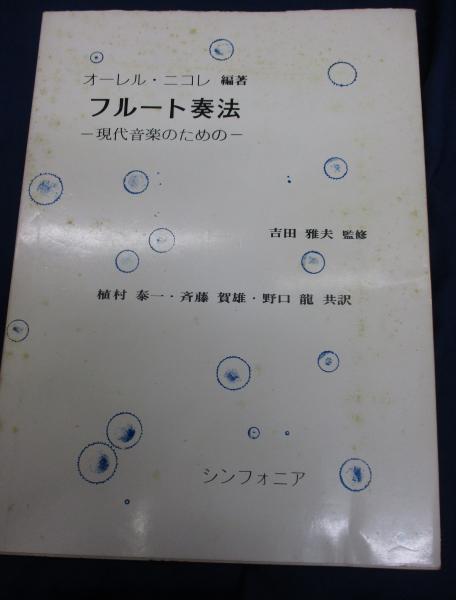 オーレル・ニコレ 編著
フルート奏法
－現代音楽のための－
吉田 雅夫 監修
植村 泰一・斉藤 賀雄・野口 龍 共訳
シンフォニア